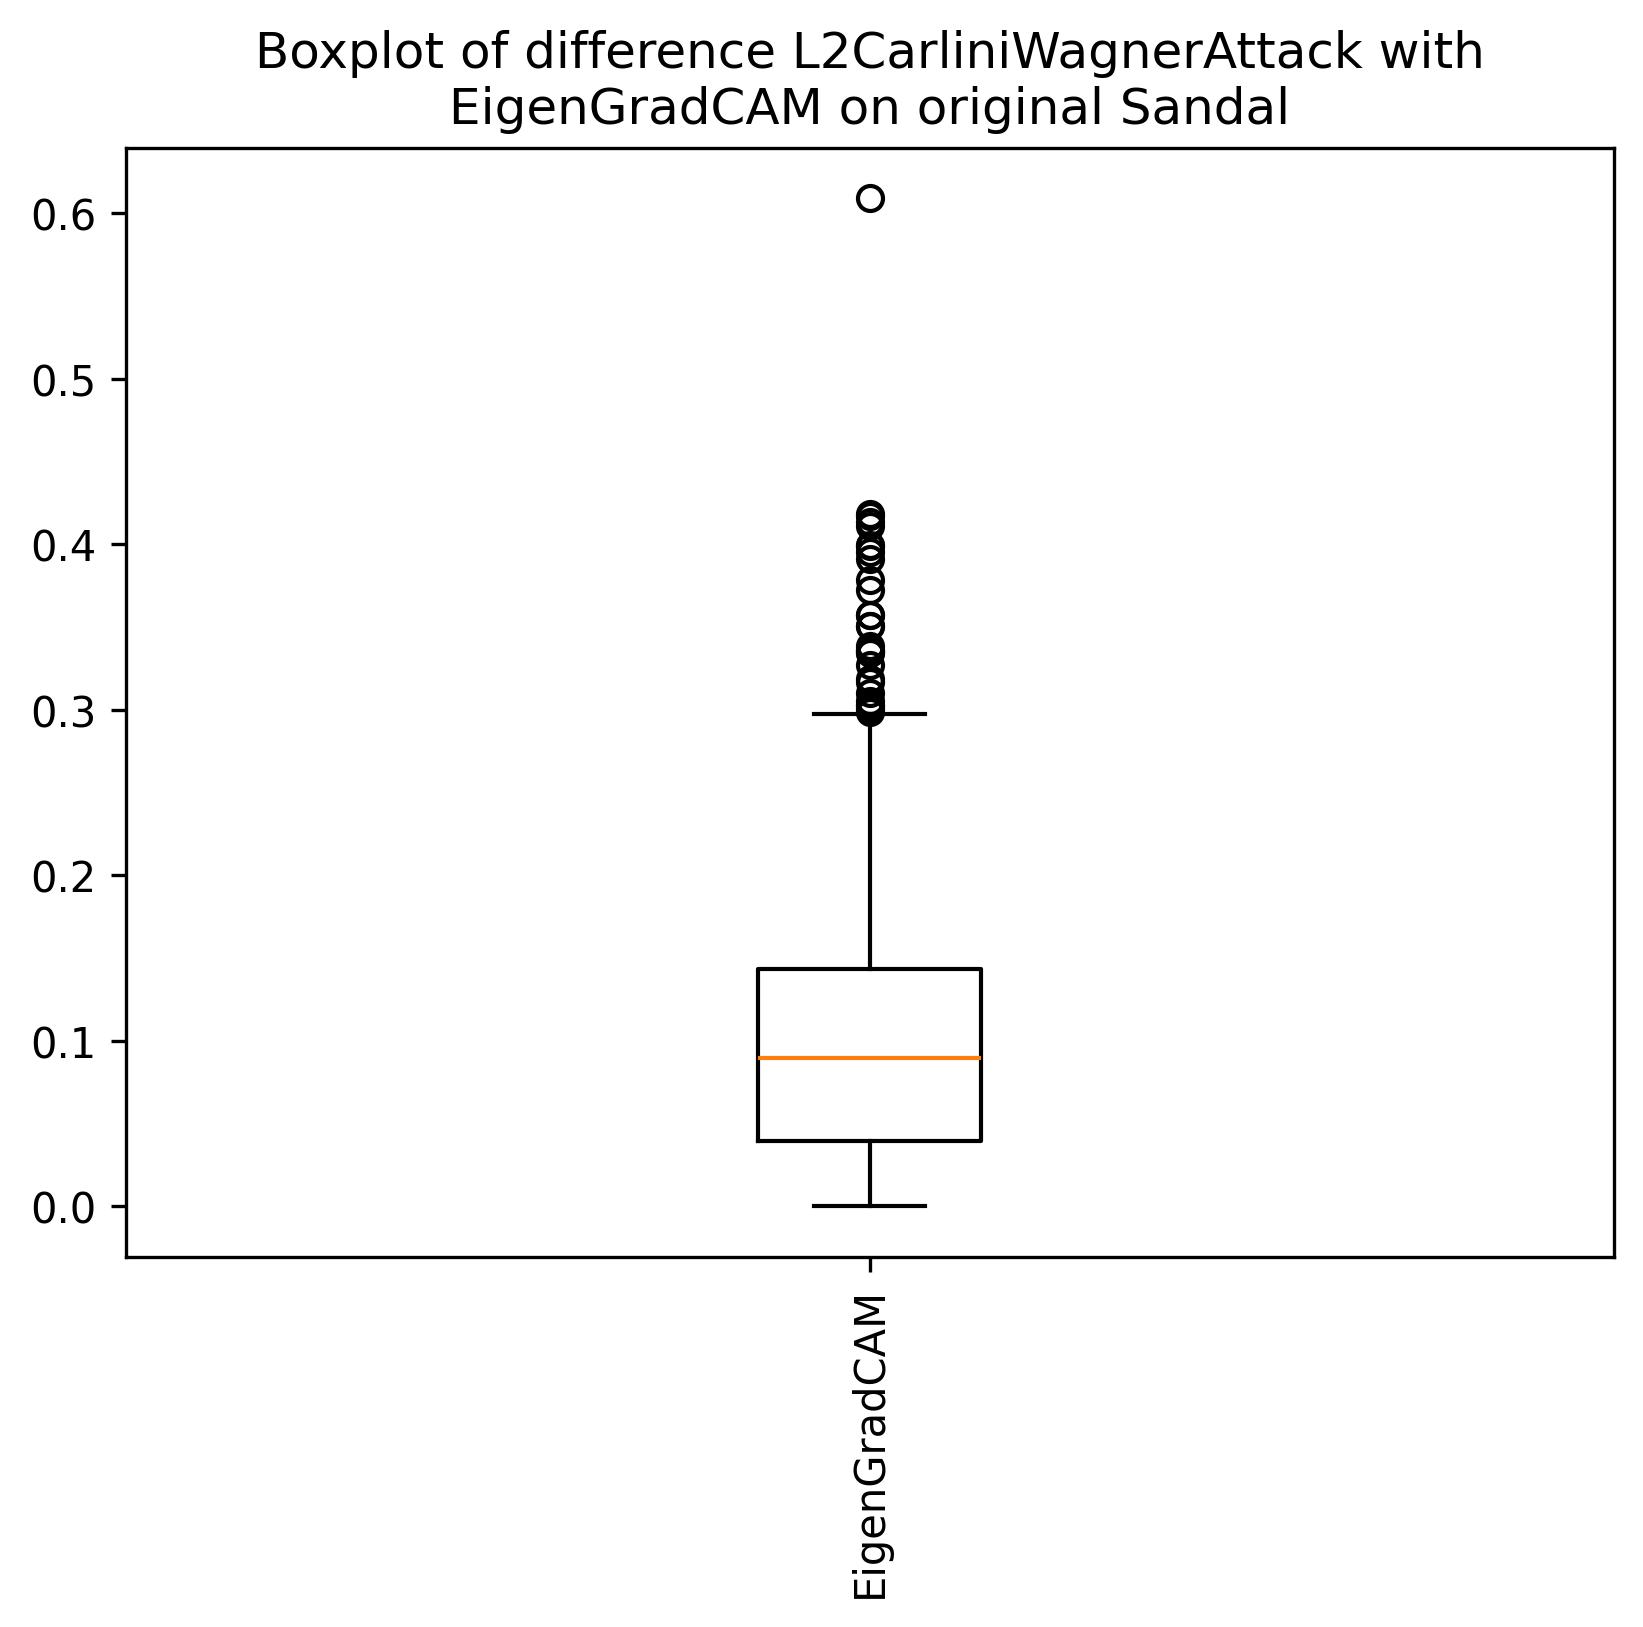 Boxplot of difference L2CarliniWagnerAttack with
EigenGradCAM on original Sandal
0.6
0.5
0.4
0.3
0.2
0.1
0.0
EigenGradCAM